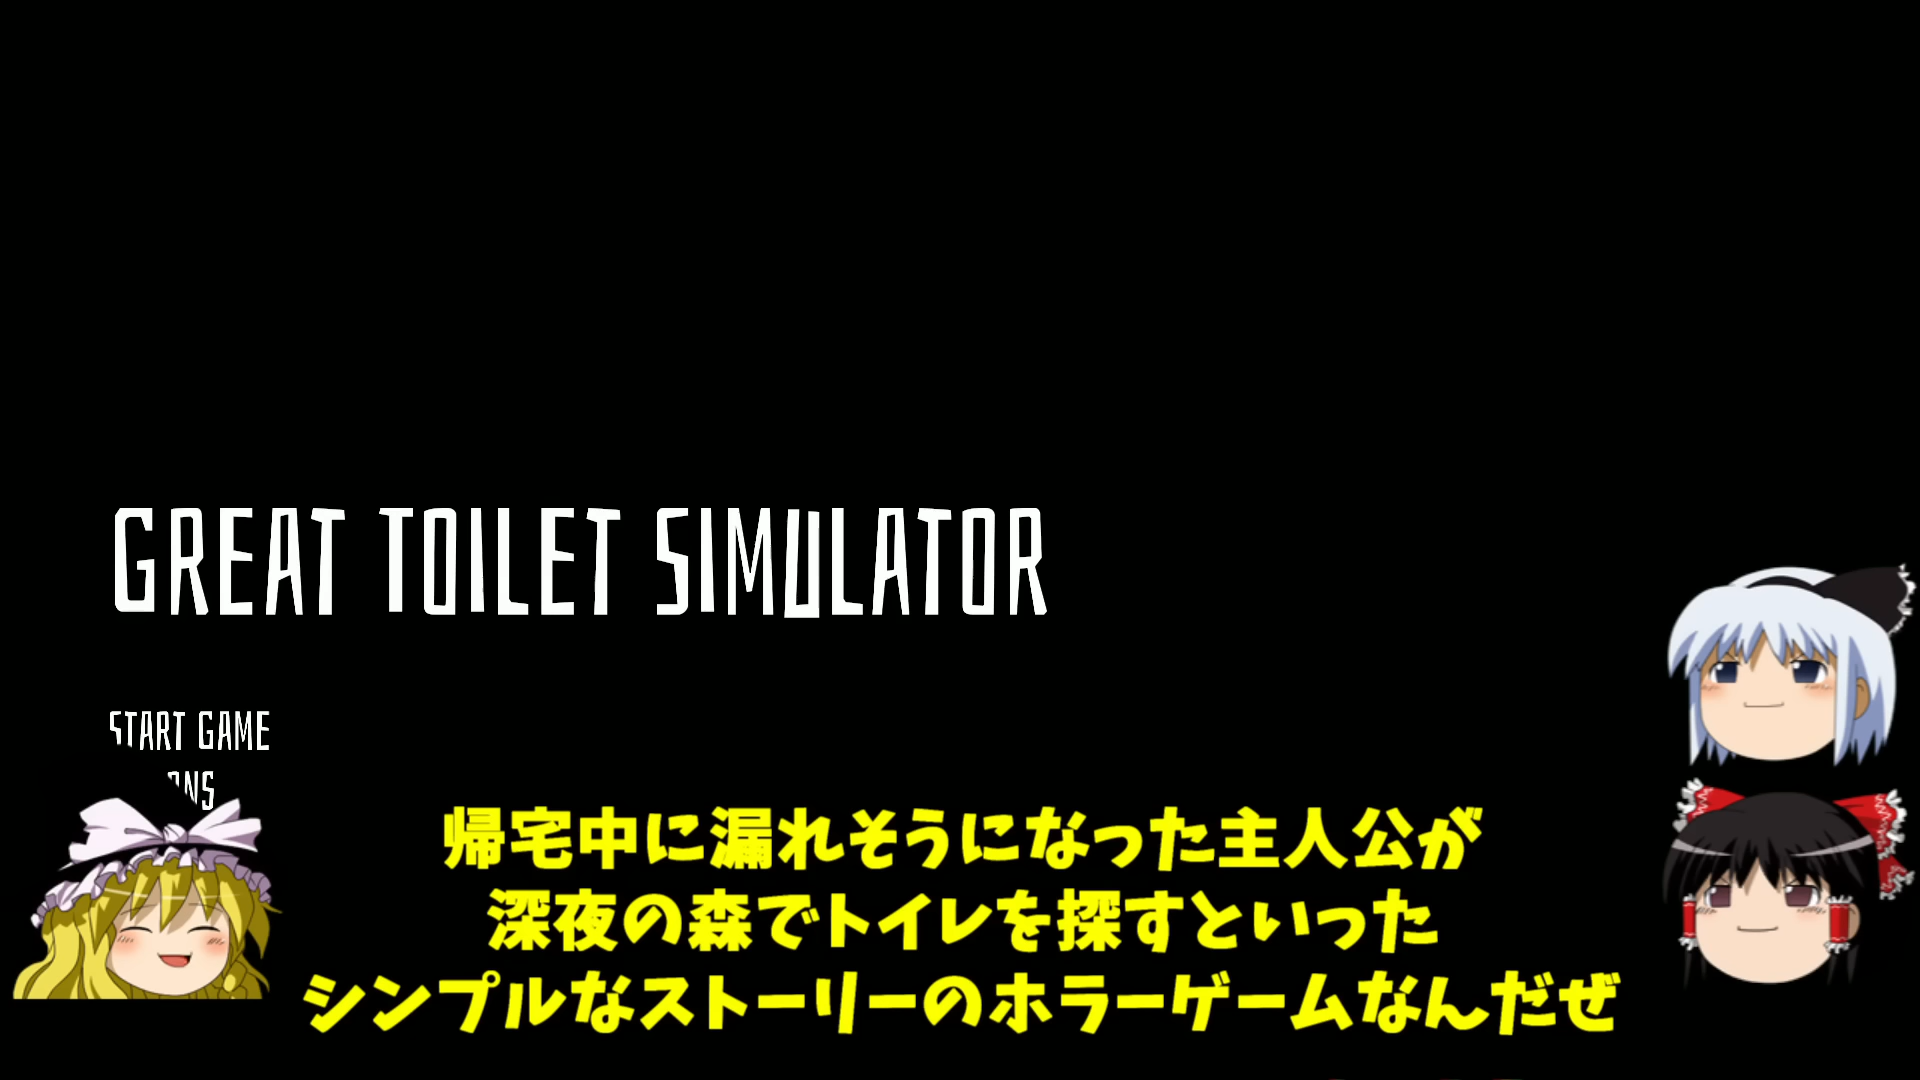 GREAT TOILET SIMULATOR
START GAME
帰宅中に漏れそうになった主人公が
深夜の森でトイレを探すといった
シンプルなストーリーのホラーゲームなんだぜ